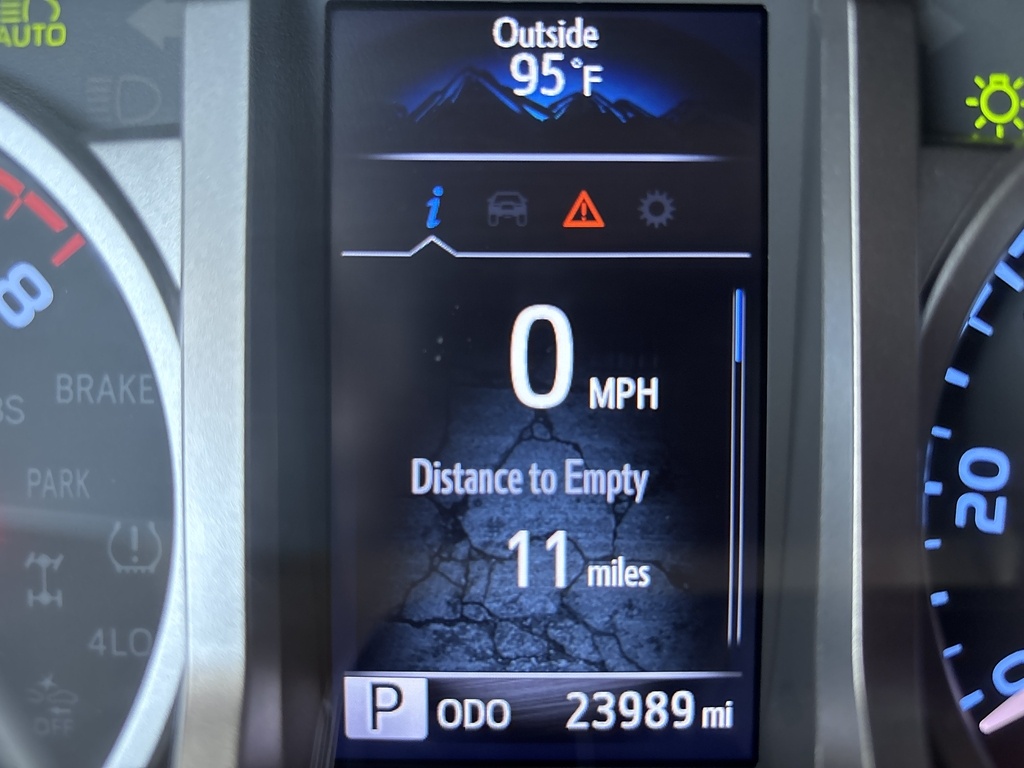 AUTO
Outside
95°F
8
0 MPH
BRAKE
PARK
Distance to Empty
20
11 miles
4LO
OFF
P ODO 23989 mi
0